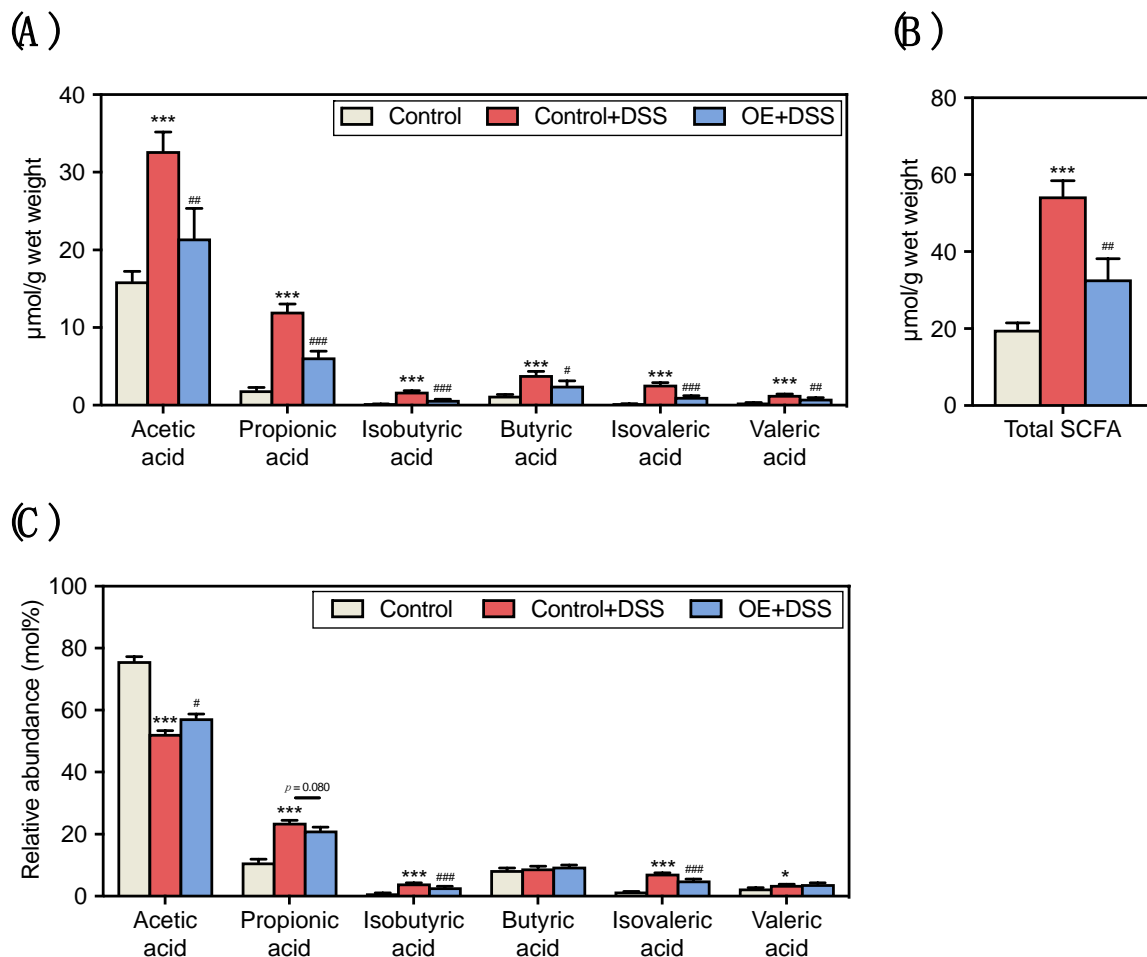 (A)
(B)
40
30
20
10
0
µmol/g wet weight
Control
Control+DSS
OE+DSS
***
##
***
###
***
###
***
#
***
###
***
##
Acetic
acid
Propionic
acid
Isobutyric
acid
Butyric
acid
Isovaleric
acid
Valeric
acid
80
60
40
20
0
µmol/g wet weight
***
##
Total SCFA
(C)
100
80
60
40
20
0
Relative abundance (mol%)
Control
Control+DSS
OE+DSS
***
#
p = 0.080
***
***
###
***
###
*
Acetic
acid
Propionic
acid
Isobutyric
acid
Butyric
acid
Isovaleric
acid
Valeric
acid